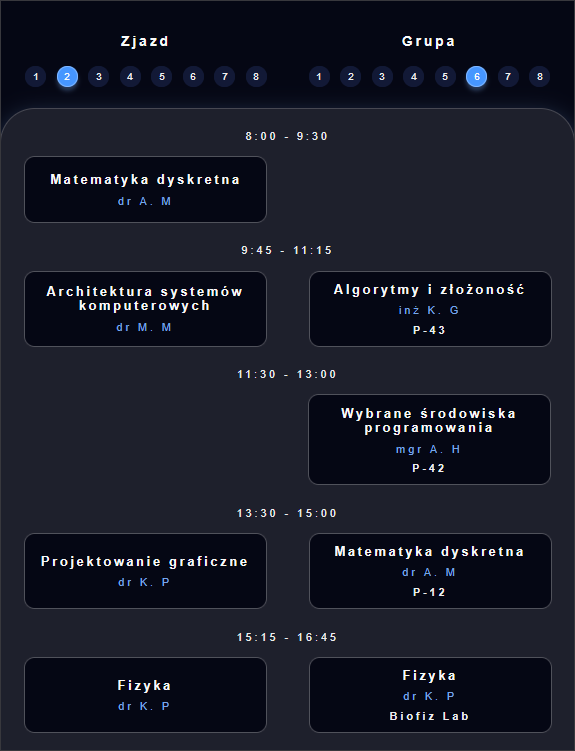 Zjazd
Grupa
1 2 3 4 5 6 7 8
1 2 3 4 5 6 7 8
8:00 - 9:30
Matematyka dyskretna
dr A. M
9:45 - 11:15
Architektura systemów
komputerowych
dr M. M
Algorytmy i złożoność
inż K. G
P-43
11:30 - 13:00
Wybrane środowiska
programowania
mgr A. H
P-42
13:30 - 15:00
Projektowanie graficzne
dr K. P
Matematyka dyskretna
dr A. M
P-12
15:15 - 16:45
Fizyka
dr K. P
Fizyka
dr K. P
Biofiz Lab